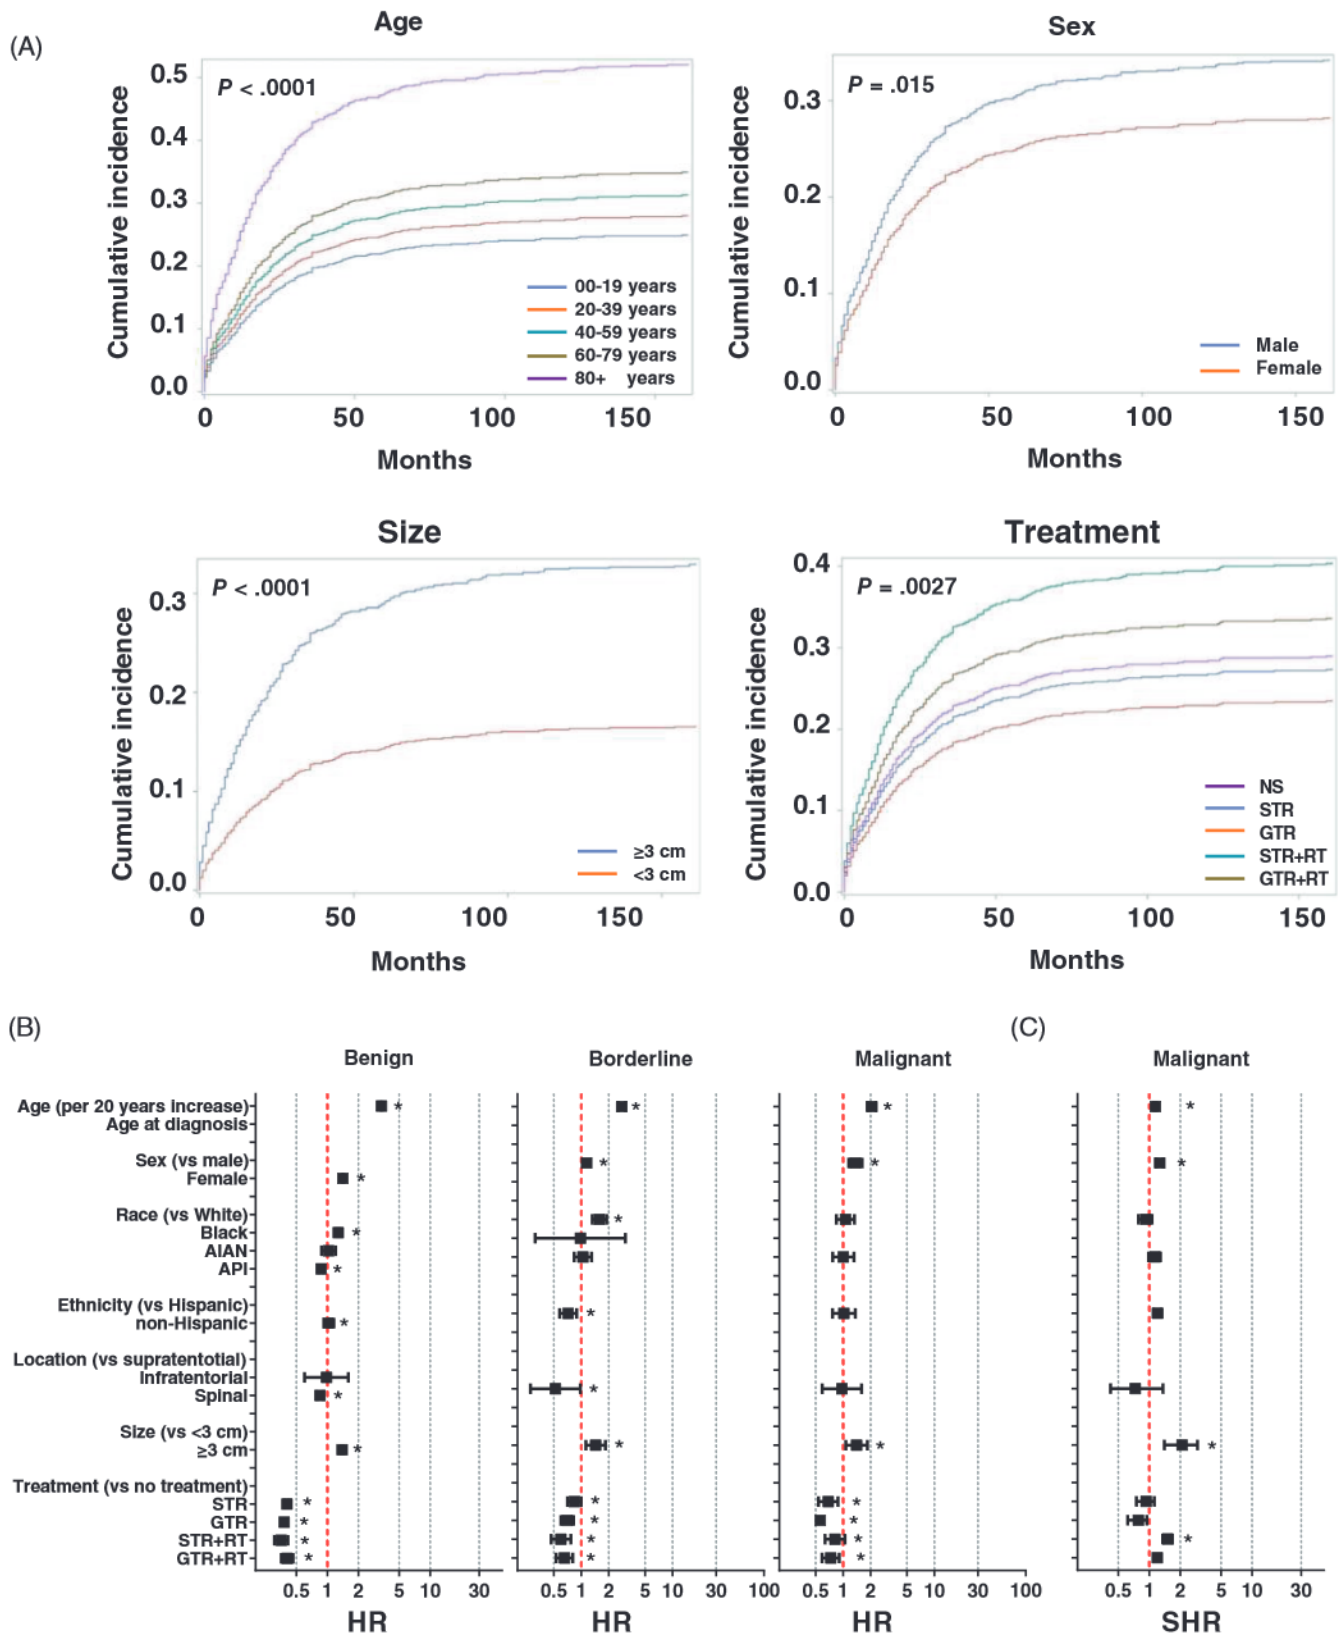 (A)
Age
P < .0001
Cumulative incidence
0.5
0.4
0.3
0.2
0.1
0.0
00-19 years
20-39 years
40-59 years
60-79 years
80+ years
0 50 100 150
Months
Sex
P = .015
Cumulative incidence
0.3
0.2
0.1
0.0
Male
Female
0 50 100 150
Months
Size
P < .0001
Cumulative incidence
0.3
0.2
0.1
0.0
≥3 cm
<3 cm
0 50 100 150
Months
Treatment
P = .0027
Cumulative incidence
0.4
0.3
0.2
0.1
0.0
NS
STR
GTR
STR+RT
GTR+RT
0 50 100 150
Months
(B)
Benign
Borderline
Malignant
(C)
Malignant
Age (per 20 years increase) * * * *
Age at diagnosis
Sex (vs male) * * *
Female *
Race (vs White) *
Black *
AIAN
API *
Ethnicity (vs Hispanic) *
non-Hispanic *
Location (vs supratentotial)
Infratentorial
Spinal * *
Size (vs <3 cm) * * *
≥3 cm *
Treatment (vs no treatment)
STR * * *
GTR * * *
STR+RT * * *
GTR+RT * * *
0.5 1 2 5 10 30
HR
0.5 1 2 5 10 30 100
HR
0.5 1 2 5 10 30 100
HR
0.5 1 2 5 10 30
SHR